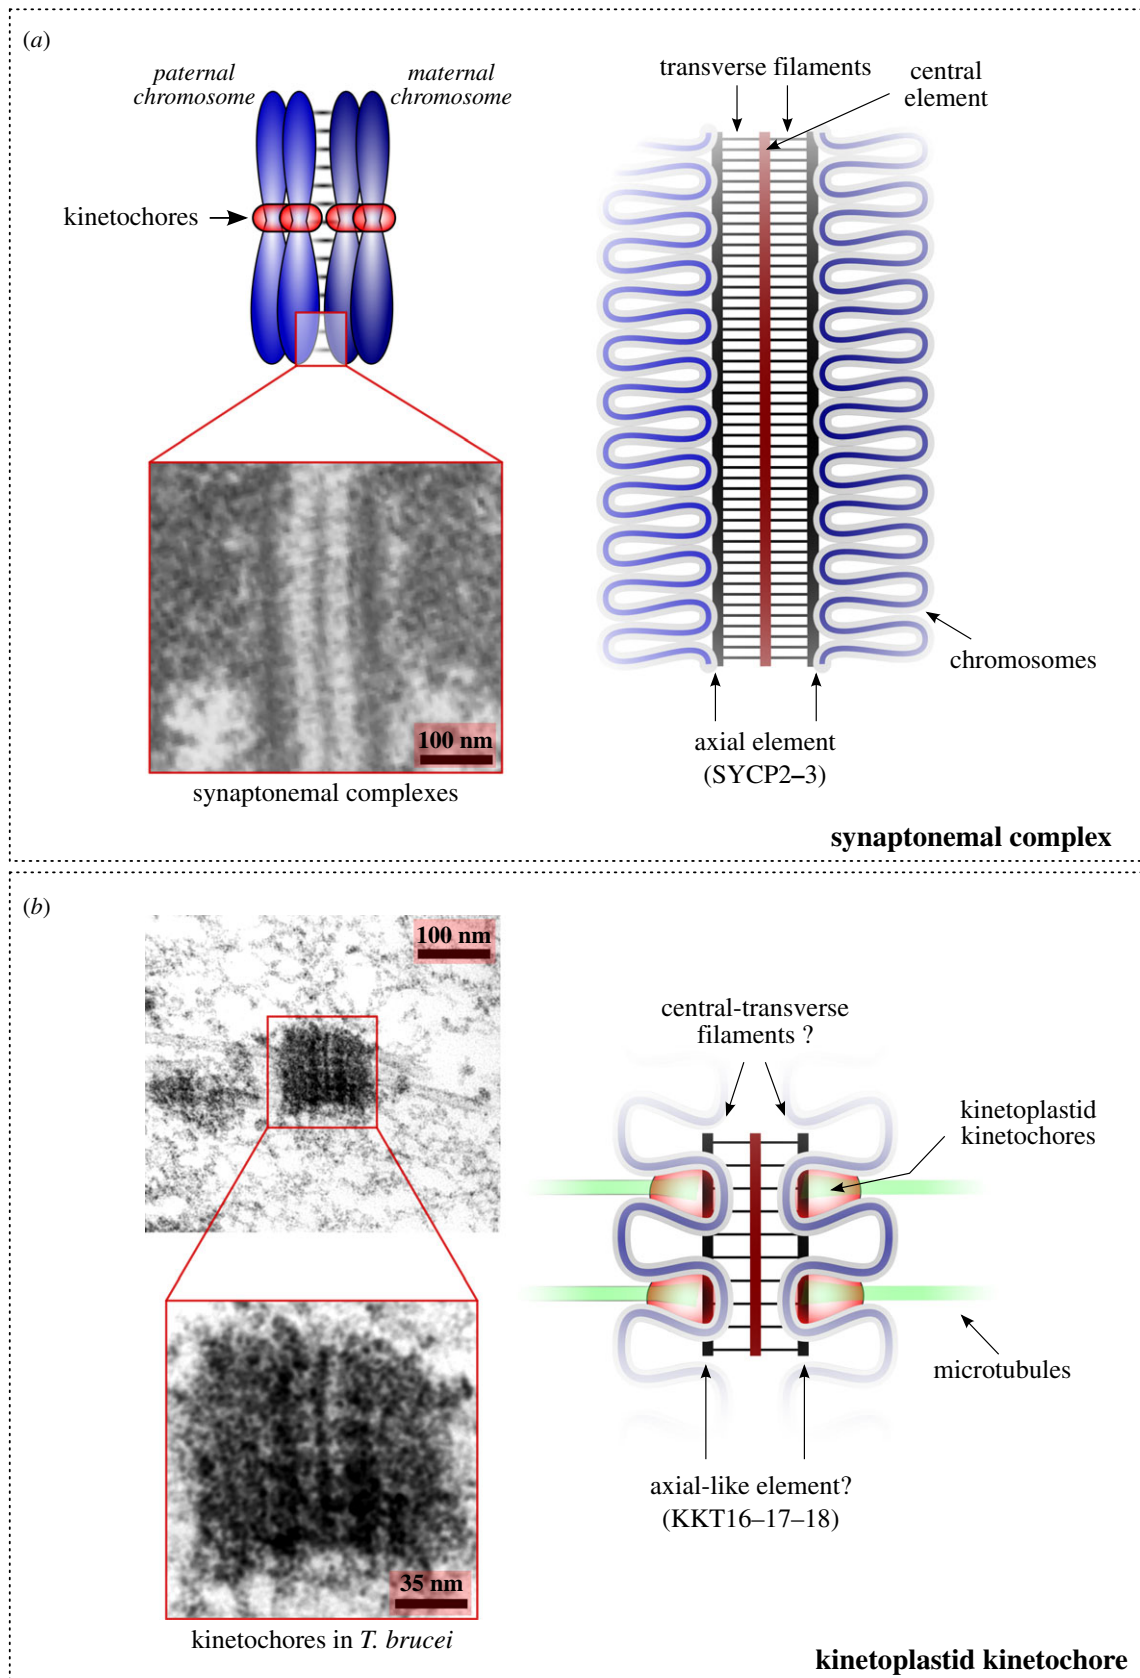 (a)
paternal
chromosome
maternal
chromosome
kinetochores
transverse filaments
central
element
100 nm
synaptonemal complexes
chromosomes
axial element
(SYCP2–3)
synaptonemal complex
(b)
100 nm
central-transverse
filaments ?
kinetoplastid
kinetochores
microtubules
axial-like element?
(KKT16–17–18)
35 nm
kinetochores in T. brucei
kinetoplastid kinetochore